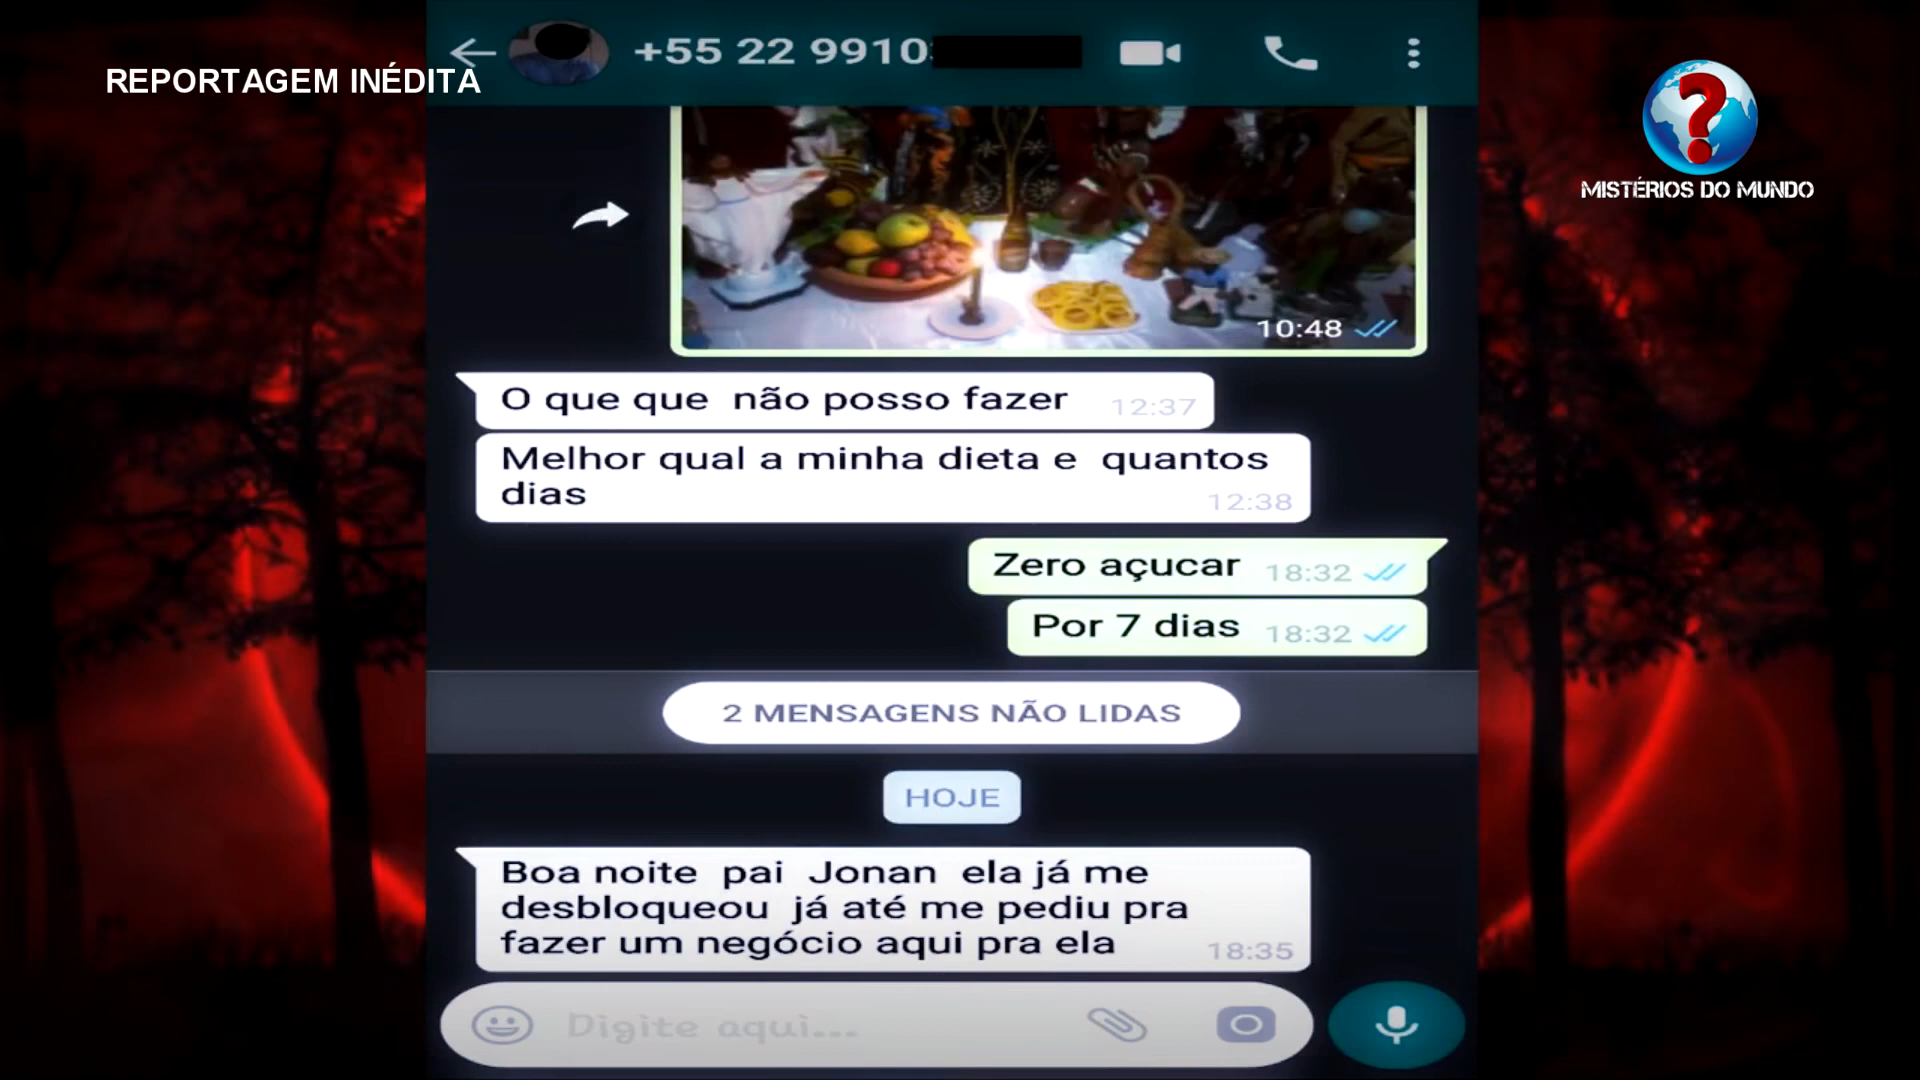 REPORTAGEM INÉDITA
+55 22 9910
MISTÉRIOS DO MUNDO
10:48
O que que não posso fazer 12:37
Melhor qual a minha dieta e quantos
dias 12:38
Zero açucar 18:32
Por 7 dias 18:32
2 MENSAGENS NÃO LIDAS
HOJE
Boa noite pai Jonan ela já me
desbloqueou já até me pediu pra
fazer um negócio aqui pra ela 18:35
Digite aqui...